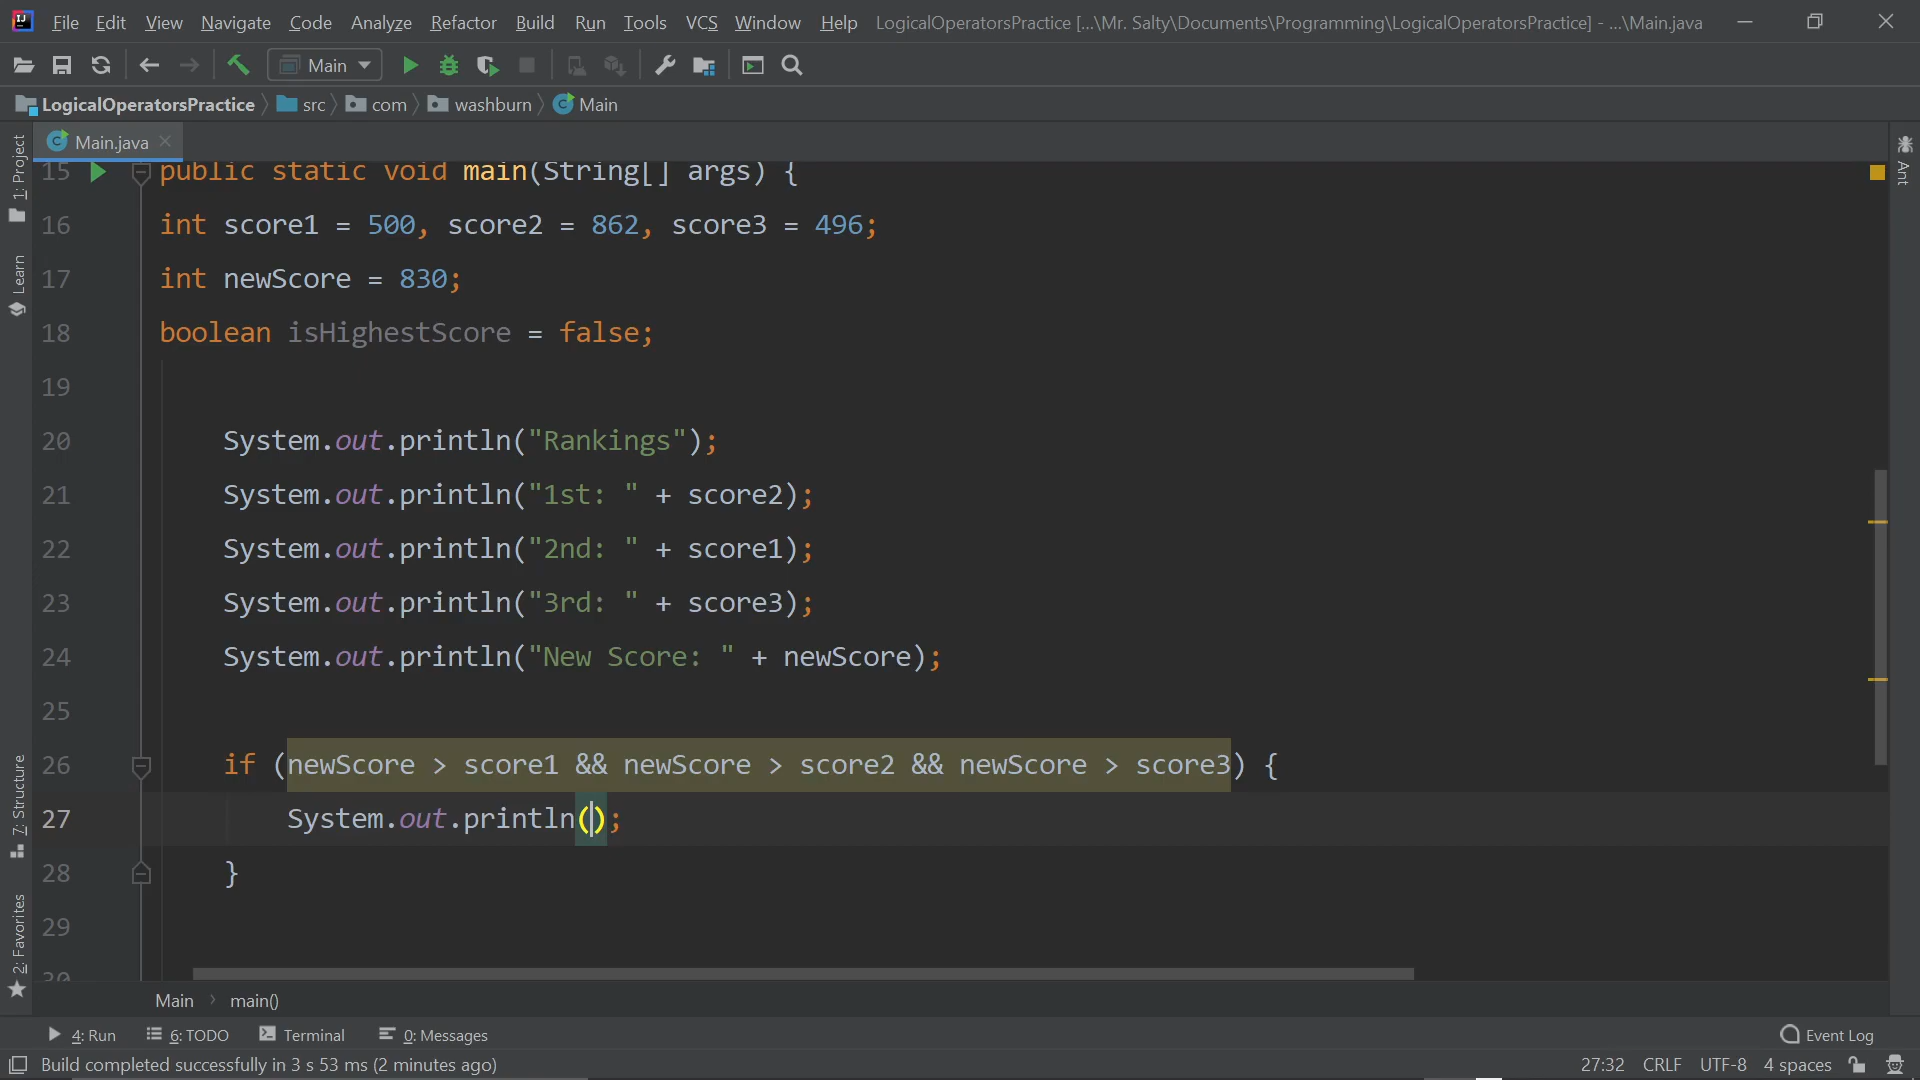 File Edit View Navigate Code Analyze Refactor Build Run Tools VCS Window Help LogicalOperatorsPractice [...\Mr. Salty\Documents\Programming\LogicalOperatorsPractice] - ...\Main.java
Main
LogicalOperatorsPractice src com washburn Main
Main.java
1: Project
Learn
7: Structure
2: Favorites
Ant
15 public static void main(String[] args) {
16 int score1 = 500, score2 = 862, score3 = 496;
17 int newScore = 830;
18 boolean isHighestScore = false;
19
20 System.out.println("Rankings");
21 System.out.println("1st: " + score2);
22 System.out.println("2nd: " + score1);
23 System.out.println("3rd: " + score3);
24 System.out.println("New Score: " + newScore);
25
26 if (newScore > score1 && newScore > score2 && newScore > score3) {
27 System.out.println();
28 }
29
30
Main main()
4: Run 6: TODO Terminal 0: Messages Event Log
Build completed successfully in 3 s 53 ms (2 minutes ago) 27:32 CRLF UTF-8 4 spaces